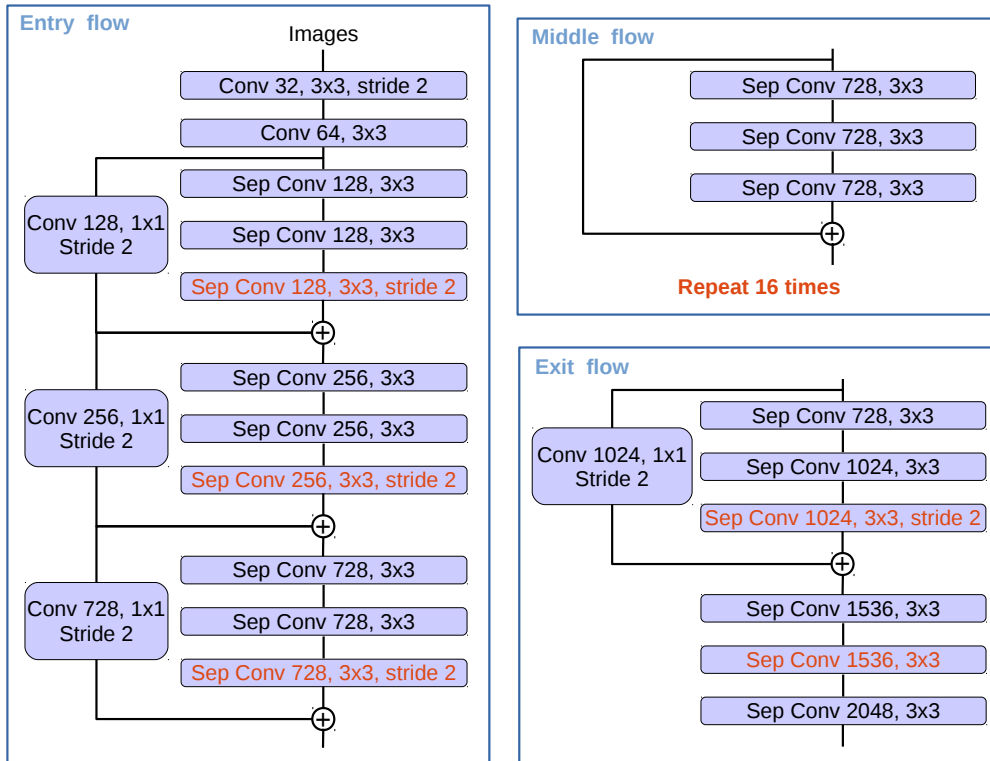 Entry flow
Images
Conv 32, 3x3, stride 2
Conv 64, 3x3
Sep Conv 128, 3x3
Conv 128, 1x1
Stride 2
Sep Conv 128, 3x3
Sep Conv 128, 3x3, stride 2
+
Sep Conv 256, 3x3
Conv 256, 1x1
Stride 2
Sep Conv 256, 3x3
Sep Conv 256, 3x3, stride 2
+
Sep Conv 728, 3x3
Conv 728, 1x1
Stride 2
Sep Conv 728, 3x3
Sep Conv 728, 3x3, stride 2
+
Middle flow
Sep Conv 728, 3x3
Sep Conv 728, 3x3
Sep Conv 728, 3x3
+
Repeat 16 times
Exit flow
Sep Conv 728, 3x3
Conv 1024, 1x1
Stride 2
Sep Conv 1024, 3x3
Sep Conv 1024, 3x3, stride 2
+
Sep Conv 1536, 3x3
Sep Conv 1536, 3x3
Sep Conv 2048, 3x3